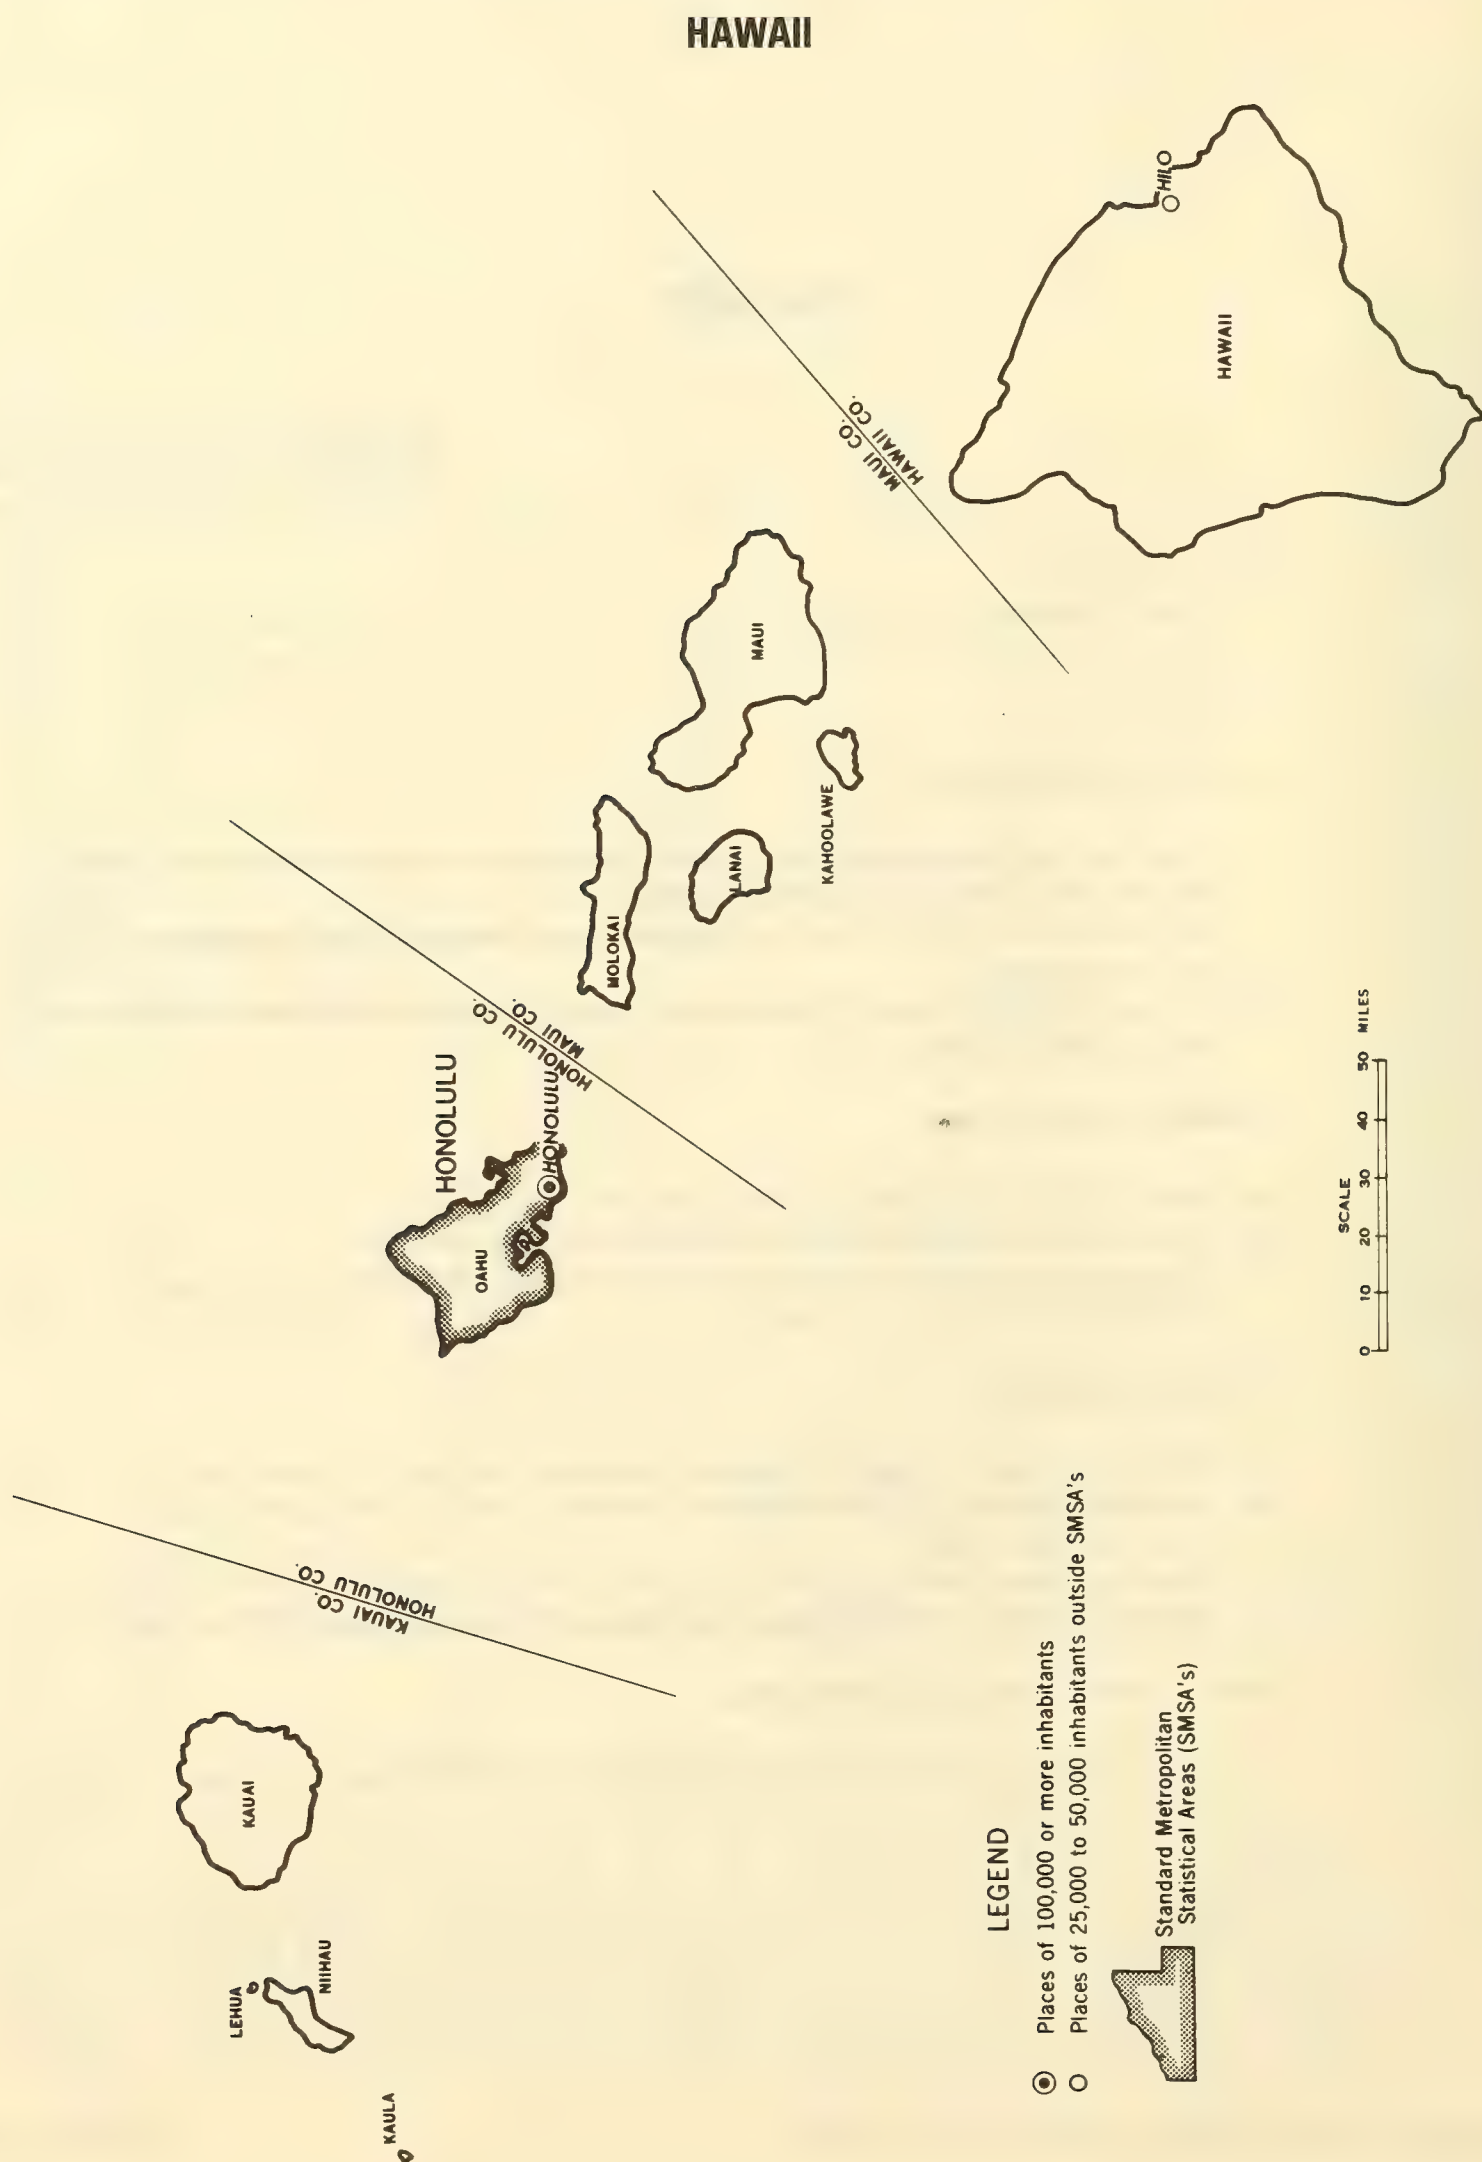 HAWAII
HILO
HAWAII
MAUI CO.
HAWAII CO.
MAUI
KAHOOLAWE
LANAI
MOLOKAI
HONOLULU CO.
MAUI CO.
HONOLULU
HONOLULU
OAHU
KAUAI CO.
HONOLULU CO.
KAUAI
LEHUA
NIIHAU
KAULA
SCALE
0 10 20 30 40 50 MILES
LEGEND
Places of 100,000 or more inhabitants
Places of 25,000 to 50,000 inhabitants outside SMSA's
Standard Metropolitan
Statistical Areas (SMSA's)